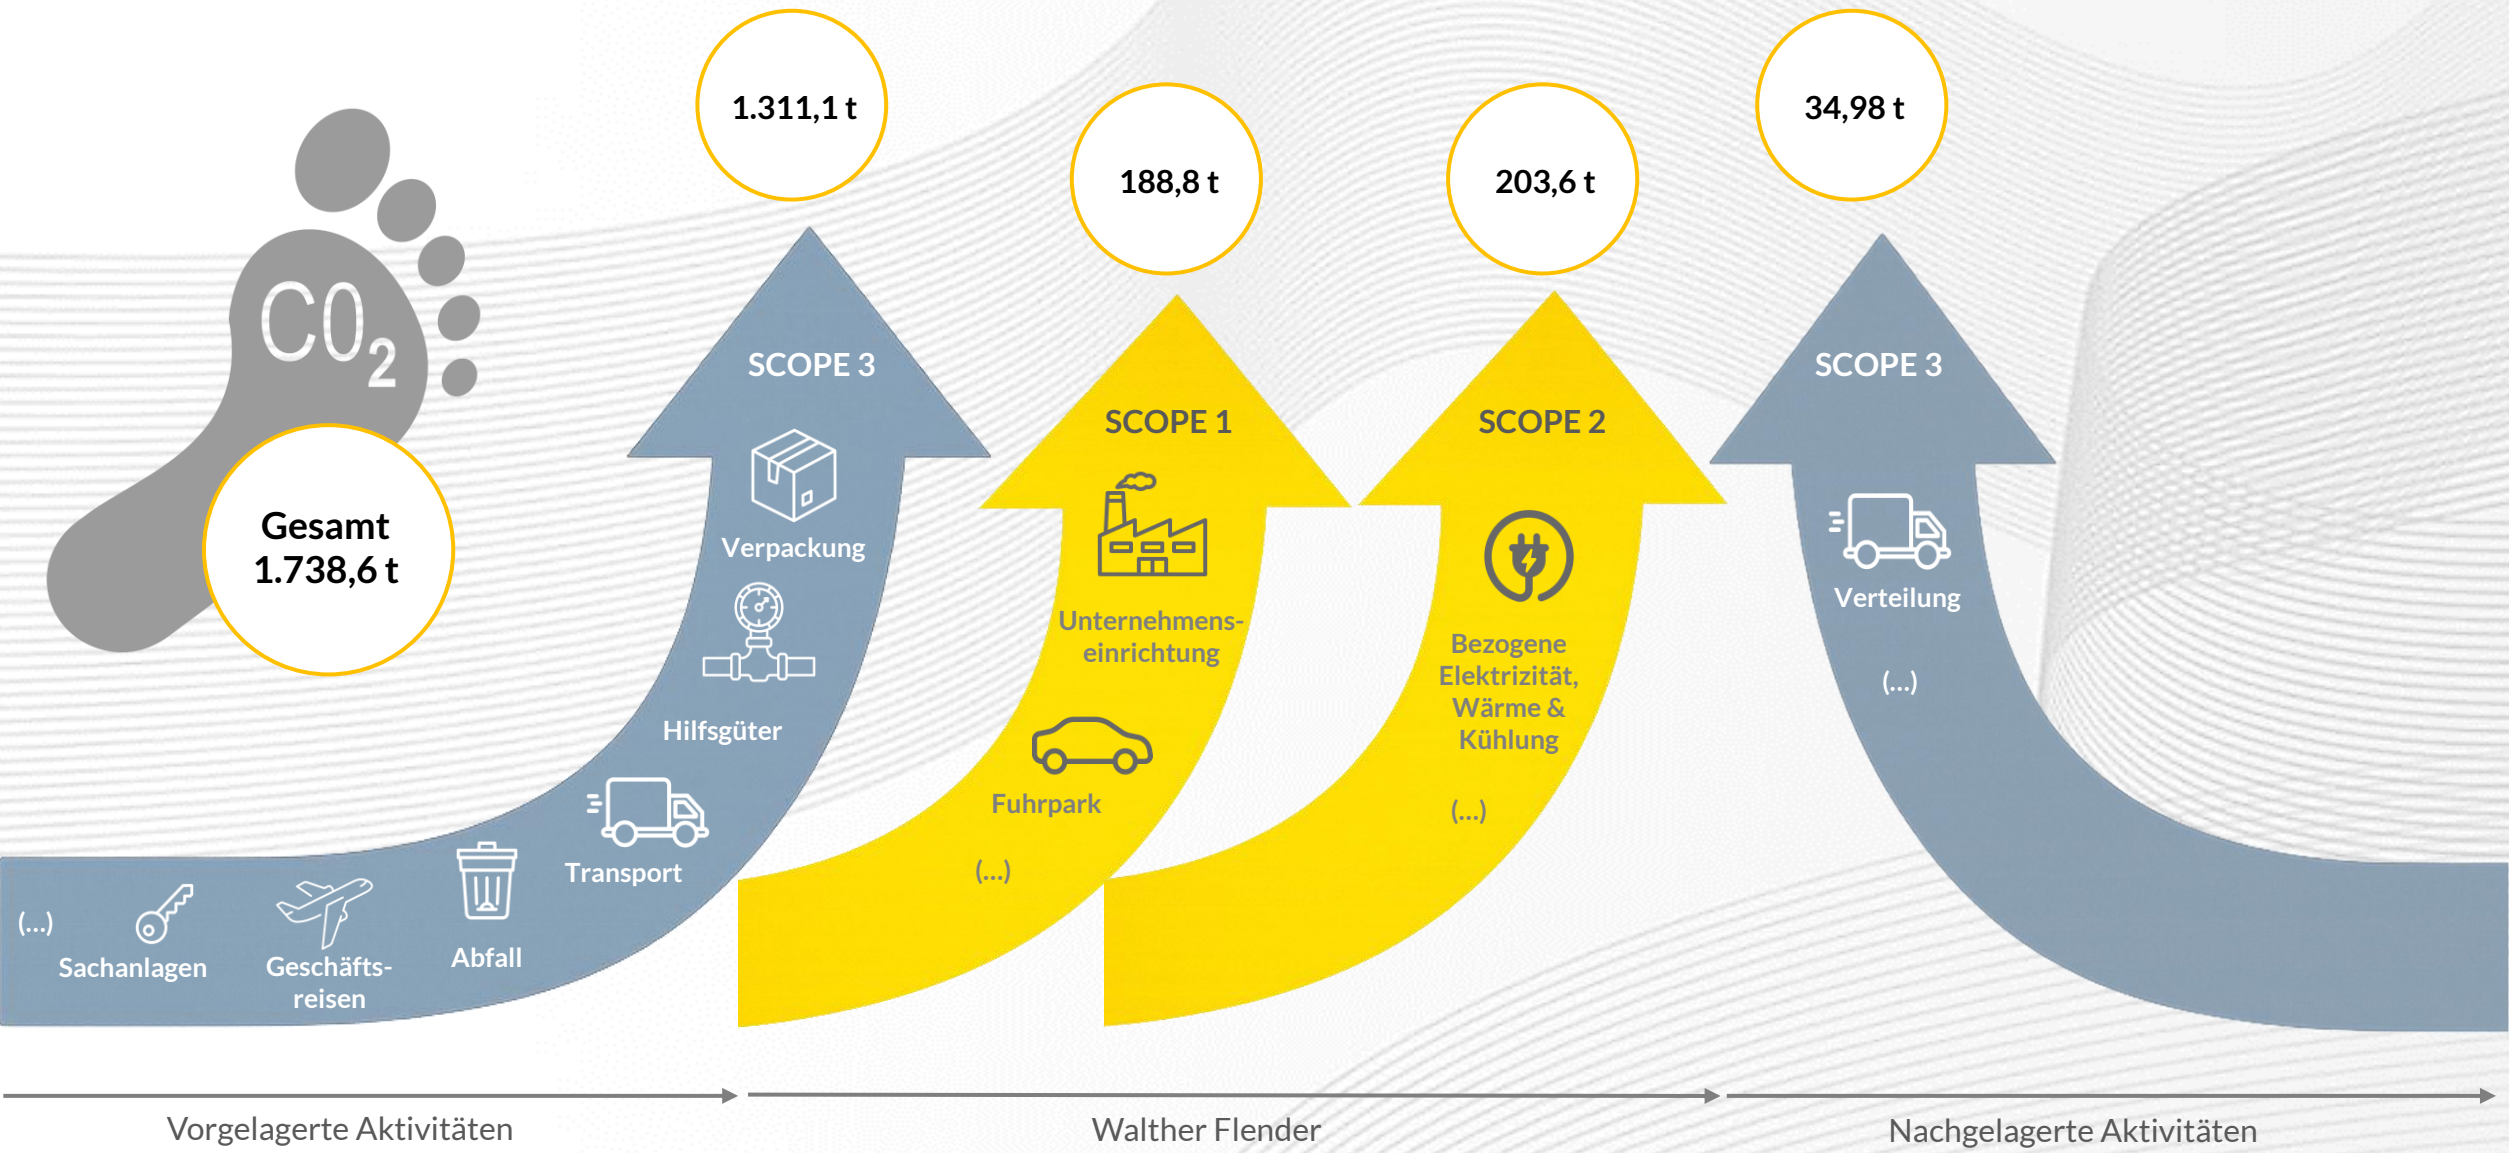 CO₂
Gesamt
1.738,6 t
1.311,1 t
SCOPE 3
Verpackung
Hilfsgüter
Transport
Abfall
Geschäfts-
reisen
Sachanlagen
(...)
188,8 t
SCOPE 1
Unternehmens-
einrichtung
Fuhrpark
(...)
203,6 t
SCOPE 2
Bezogene
Elektrizität,
Wärme &
Kühlung
(...)
34,98 t
SCOPE 3
Verteilung
(...)
Vorgelagerte Aktivitäten
Walther Flender
Nachgelagerte Aktivitäten